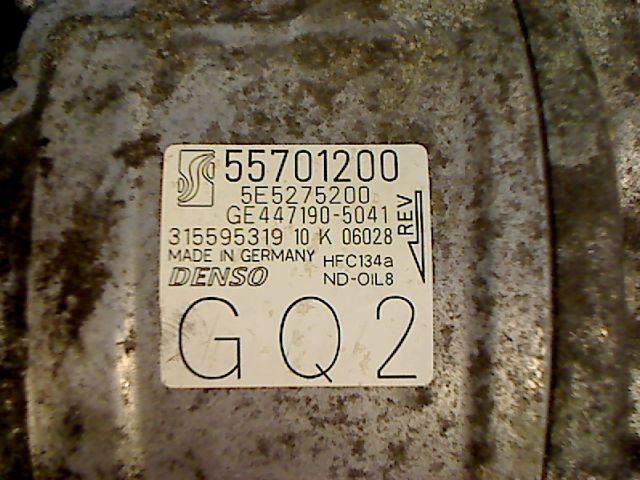 55701200
5E5275200
GE447190-5041
315595319 10 K 06028
REV
MADE IN GERMANY HFC134a
DENSO ND-OIL8
GQ2